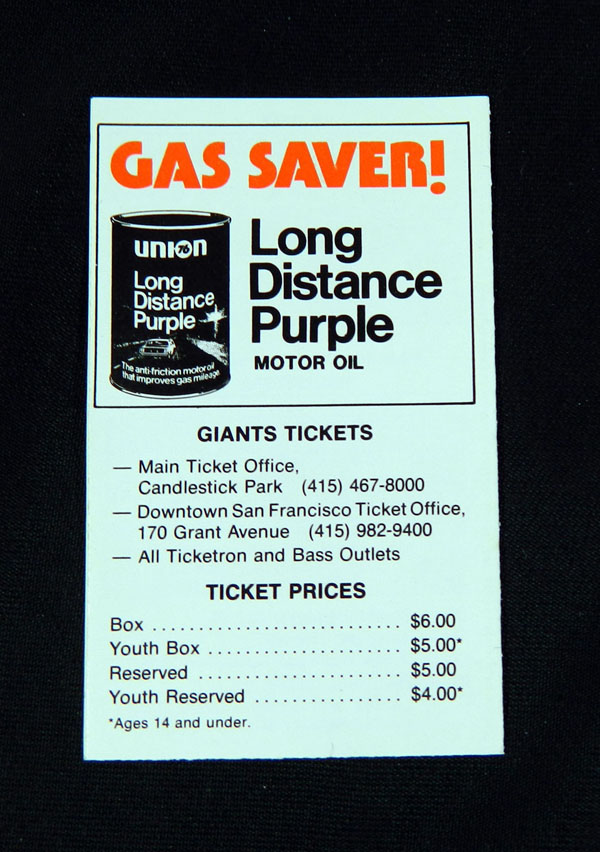 GAS SAVER!
union 76
Long
Distance
Purple
The anti-friction motor oil
that improves gas mileage.
Long
Distance
Purple
MOTOR OIL
GIANTS TICKETS
— Main Ticket Office,
Candlestick Park (415) 467-8000
— Downtown San Francisco Ticket Office,
170 Grant Avenue (415) 982-9400
— All Ticketron and Bass Outlets
TICKET PRICES
Box ........................... $6.00
Youth Box ..................... $5.00*
Reserved ...................... $5.00
Youth Reserved ................ $4.00*
*Ages 14 and under.